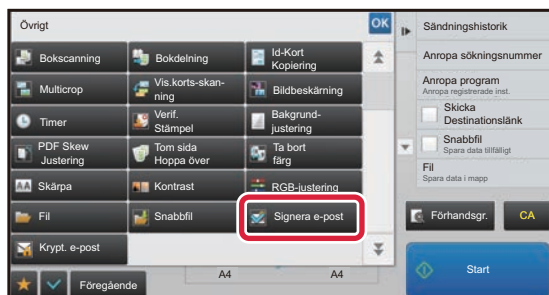 Övrigt
OK
Bokscanning
Bokdelning
Id-Kort
Kopiering
Multicrop
Vis.korts-skan-
ning
Bildbeskärning
Timer
Verif.
Stämpel
Bakgrund-
justering
PDF Skew
Justering
Tom sida
Hoppa över
Ta bort
färg
Skärpa
Kontrast
RGB-justering
Fil
Snabbfil
Signera e-post
Krypt. e-post
Föregående
A4
A4
Sändningshistorik
Anropa sökningsnummer
Anropa program
Anropa registrerade inst.
Skicka
Destinationslänk
Snabbfil
Spara data tillfälligt
Fil
Spara data i mapp
Förhandsgr.
CA
Start